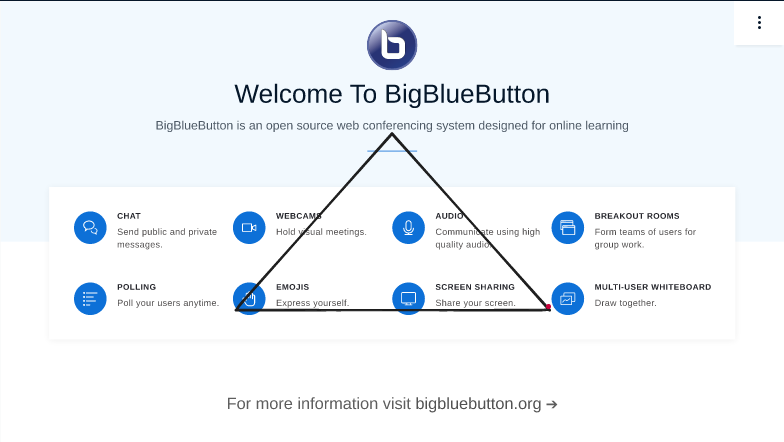 b
Welcome To BigBlueButton
BigBlueButton is an open source web conferencing system designed for online learning
CHAT
Send public and private
messages.
WEBCAMS
Hold visual meetings.
AUDIO
Communicate using high
quality audio.
BREAKOUT ROOMS
Form teams of users for
group work.
POLLING
Poll your users anytime.
EMOJIS
Express yourself.
SCREEN SHARING
Share your screen.
MULTI-USER WHITEBOARD
Draw together.
For more information visit bigbluebutton.org →